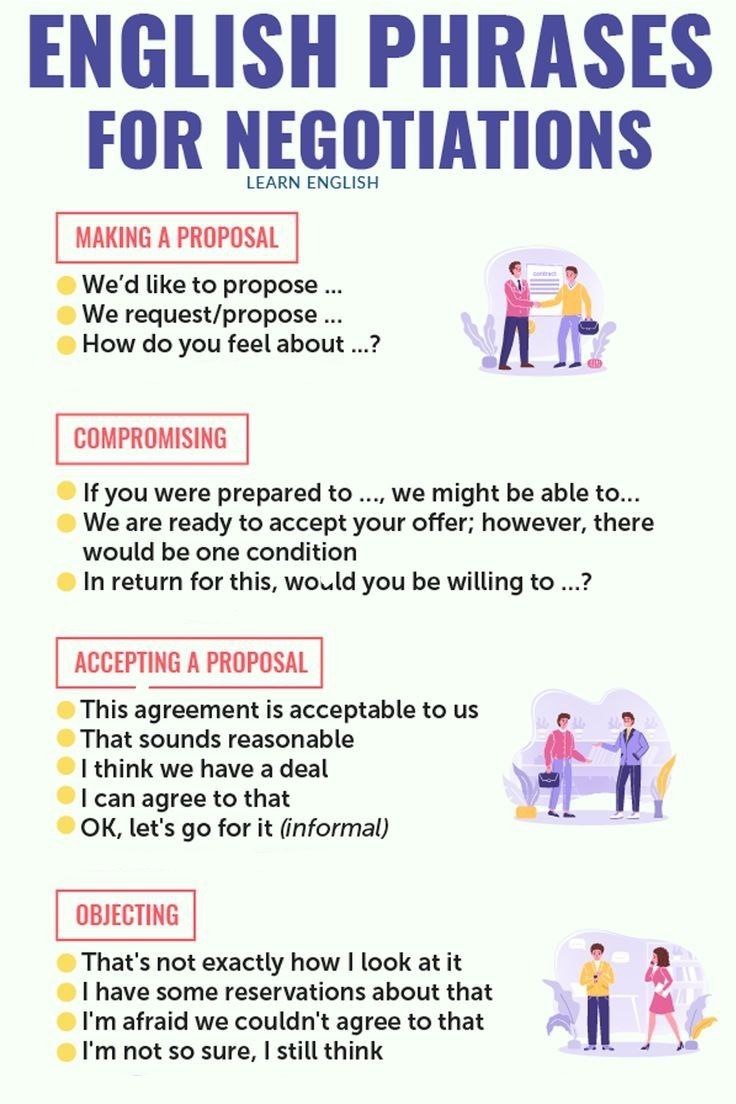 ENGLISH PHRASES
FOR NEGOTIATIONS
LEARN ENGLISH
MAKING A PROPOSAL
We’d like to propose ...
We request/propose ...
How do you feel about ...?
contract
COMPROMISING
If you were prepared to ..., we might be able to...
We are ready to accept your offer; however, there
would be one condition
In return for this, would you be willing to ...?
ACCEPTING A PROPOSAL
This agreement is acceptable to us
That sounds reasonable
I think we have a deal
I can agree to that
OK, let's go for it (informal)
OBJECTING
That's not exactly how I look at it
I have some reservations about that
I'm afraid we couldn't agree to that
I'm not so sure, I still think